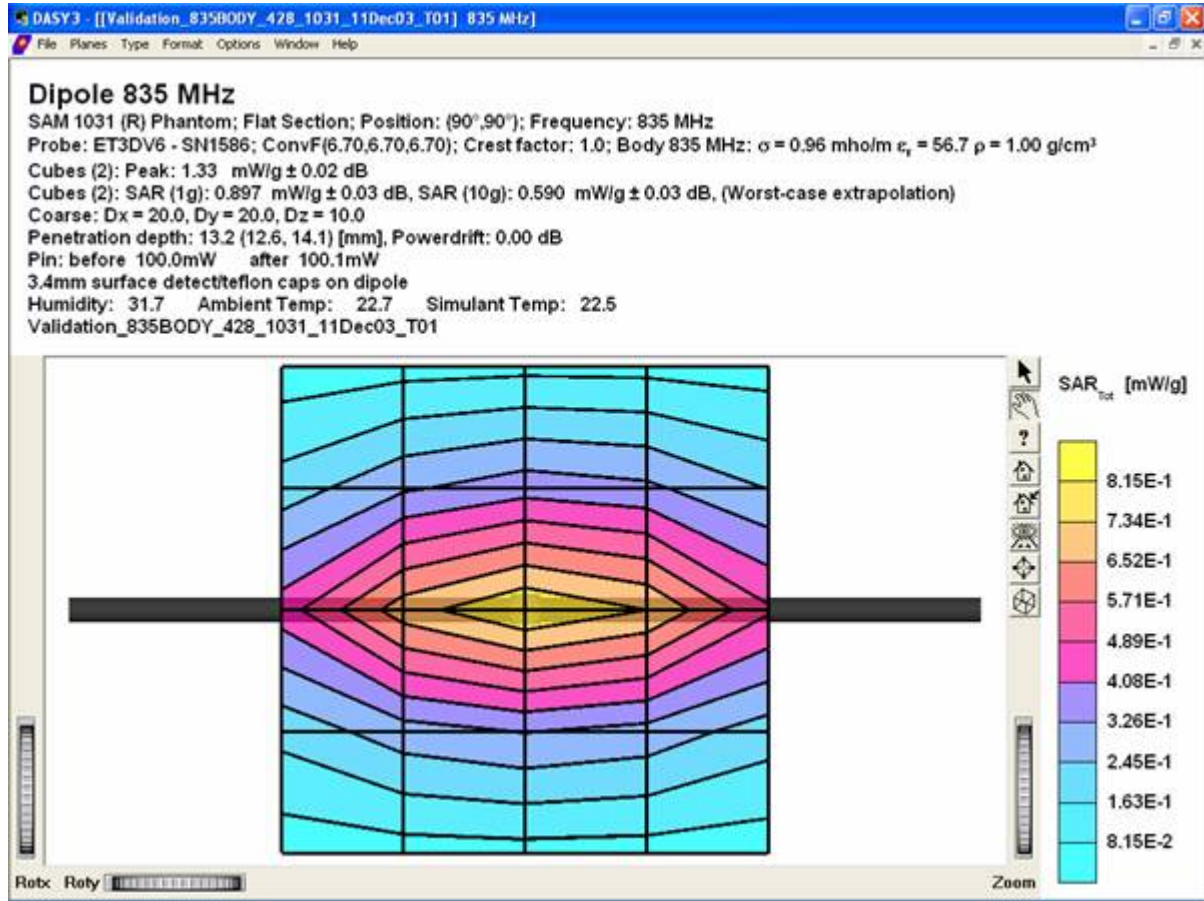 DASY3 - [[Validation_835BODY_428_1031_11Dec03_T01] 835 MHz]
File Planes Type Format Options Window Help
Dipole 835 MHz
SAM 1031 (R) Phantom; Flat Section; Position: (90°,90°); Frequency: 835 MHz
Probe: ET3DV6 - SN1586; ConvF(6.70,6.70,6.70); Crest factor: 1.0; Body 835 MHz: σ = 0.96 mho/m εr = 56.7 ρ = 1.00 g/cm³
Cubes (2): Peak: 1.33 mW/g ± 0.02 dB
Cubes (2): SAR (1g): 0.897 mW/g ± 0.03 dB, SAR (10g): 0.590 mW/g ± 0.03 dB, (Worst-case extrapolation)
Coarse: Dx = 20.0, Dy = 20.0, Dz = 10.0
Penetration depth: 13.2 (12.6, 14.1) [mm], Powerdrift: 0.00 dB
Pin: before 100.0mW after 100.1mW
3.4mm surface detect/teflon caps on dipole
Humidity: 31.7 Ambient Temp: 22.7 Simulant Temp: 22.5
Validation_835BODY_428_1031_11Dec03_T01
SAR Tot [mW/g]
?
8.15E-1
7.34E-1
6.52E-1
5.71E-1
4.89E-1
4.08E-1
3.26E-1
2.45E-1
1.63E-1
8.15E-2
Rotx Roty Zoom